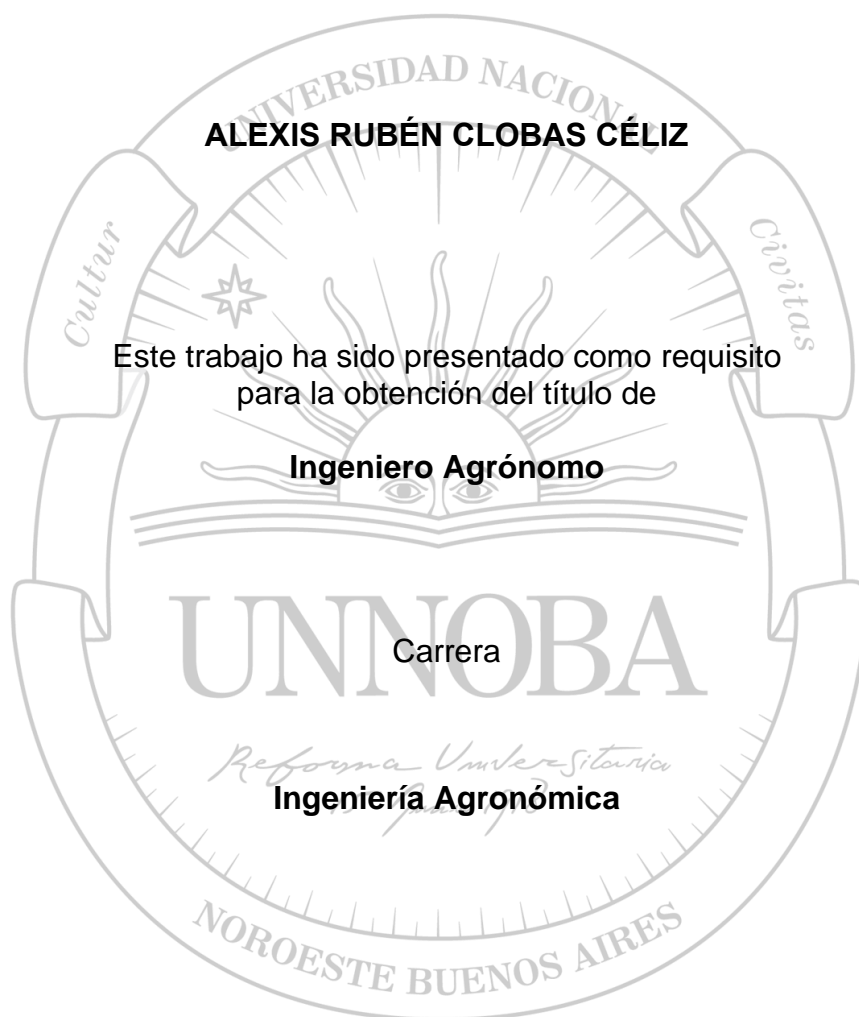 UNIVERSIDAD NACIONAL
ALEXIS RUBÉN CLOBAS CÉLIZ
Cultur
Civitas
Este trabajo ha sido presentado como requisito
para la obtención del título de
Ingeniero Agrónomo
UNNOBA
Carrera
Reforma Universitaria
Ingeniería Agronómica
NOROESTE BUENOS AIRES